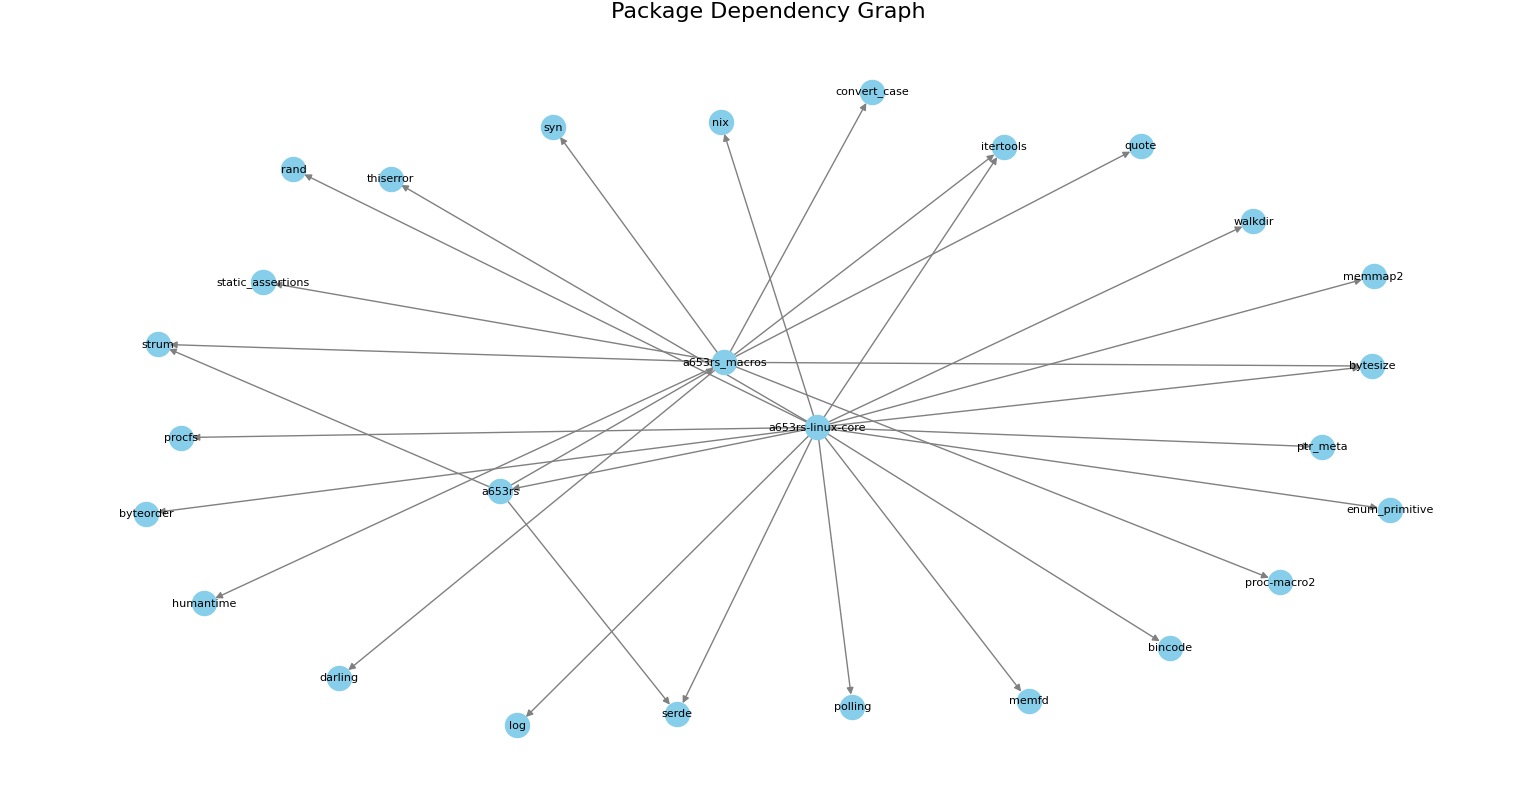 Package Dependency Graph
convert_case
nix
syn
itertools
quote
rand
thiserror
walkdir
memmap2
static_assertions
strum
a653rs_macros
bytesize
a653rs-linux-core
procfs
ptr_meta
a653rs
enum_primitive
byteorder
proc-macro2
humantime
bincode
darling
memfd
polling
serde
log